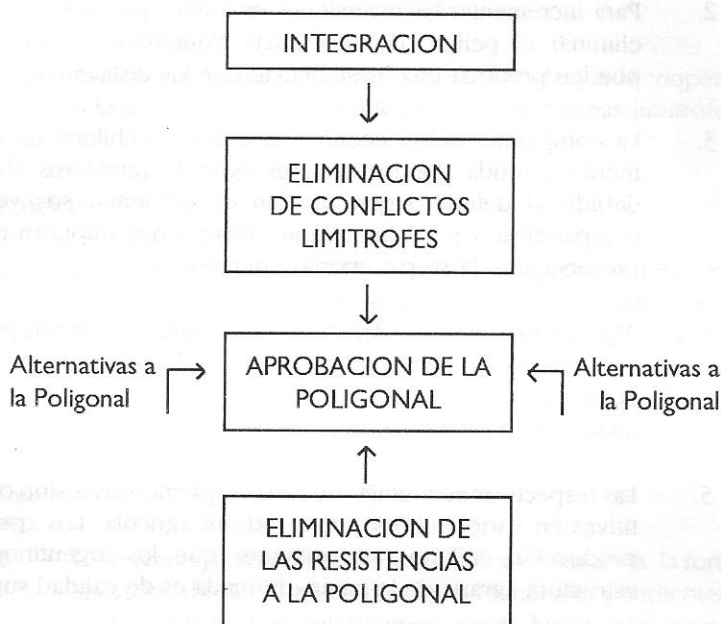 INTEGRACION
ELIMINACION
DE CONFLICTOS
LIMITROFES
Alternativas a
la Poligonal
APROBACION DE LA
POLIGONAL
Alternativas a
la Poligonal
ELIMINACION DE
LAS RESISTENCIAS
A LA POLIGONAL